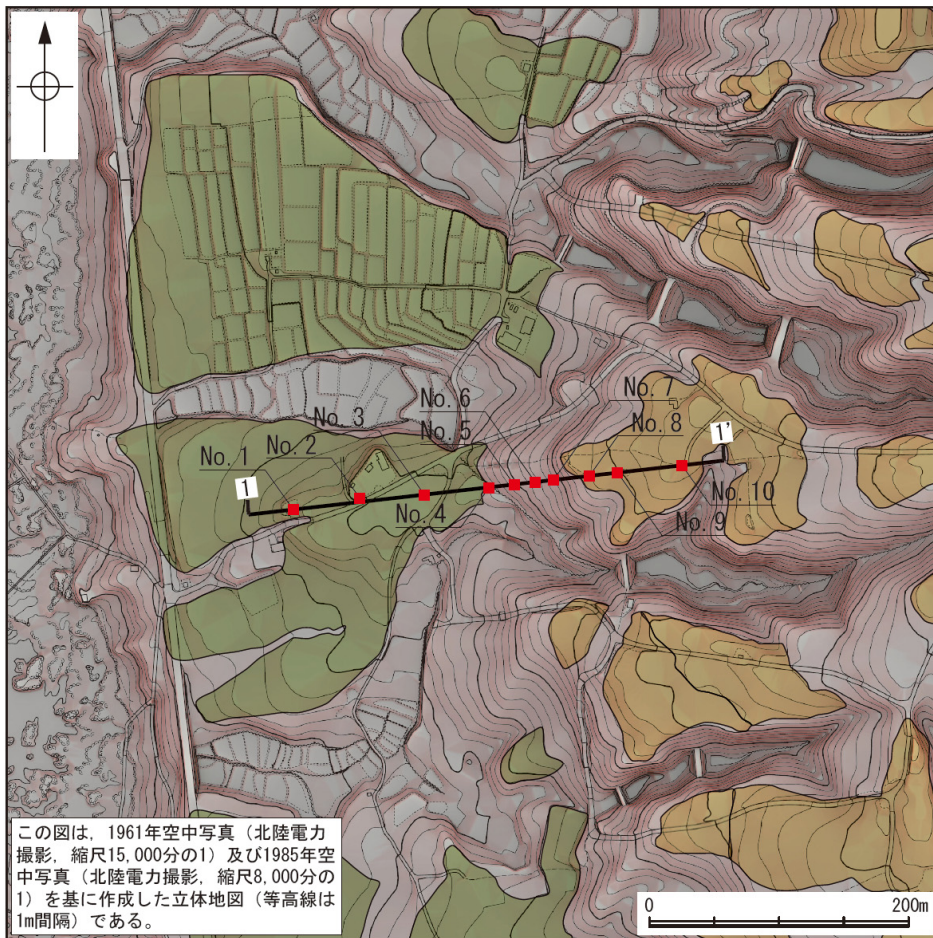 No. 7
No. 6
No. 3
No. 8
No. 5
No. 2
No. 1
1'
1
No. 10
No. 4
No. 9
この図は，1961年空中写真（北陸電力
撮影，縮尺15,000分の1）及び1985年空
中写真（北陸電力撮影，縮尺8,000分の
1）を基に作成した立体地図（等高線は
1m間隔）である。
0 200m